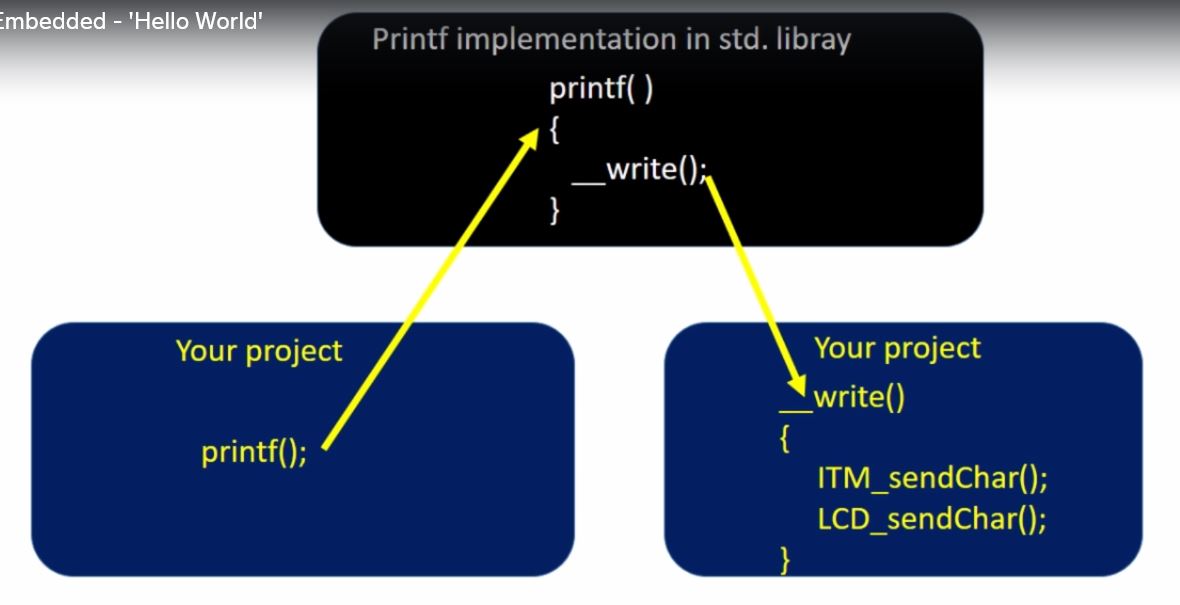 Embedded - 'Hello World'
Printf implementation in std. libray
printf( )
{
__write();
}
Your project
printf();
Your project
__write()
{
ITM_sendChar();
LCD_sendChar();
}